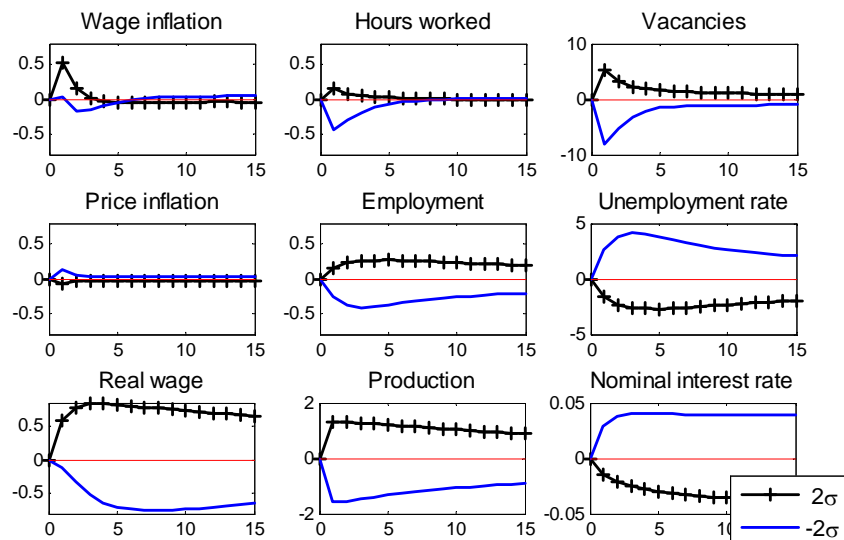 Wage inflation
Hours worked
Vacancies
0.5
0
-0.5
0 5 10 15
0.5
0
-0.5
0 5 10 15
10
0
-10
0 5 10 15
Price inflation
Employment
Unemployment rate
0.5
0
-0.5
0 5 10 15
0.5
0
-0.5
0 5 10 15
5
0
-5
0 5 10 15
Real wage
Production
Nominal interest rate
0.5
0
-0.5
0 5 10 15
2
0
-2
0 5 10 15
0.05
0
-0.05
0 5 10 15
2σ
-2σ